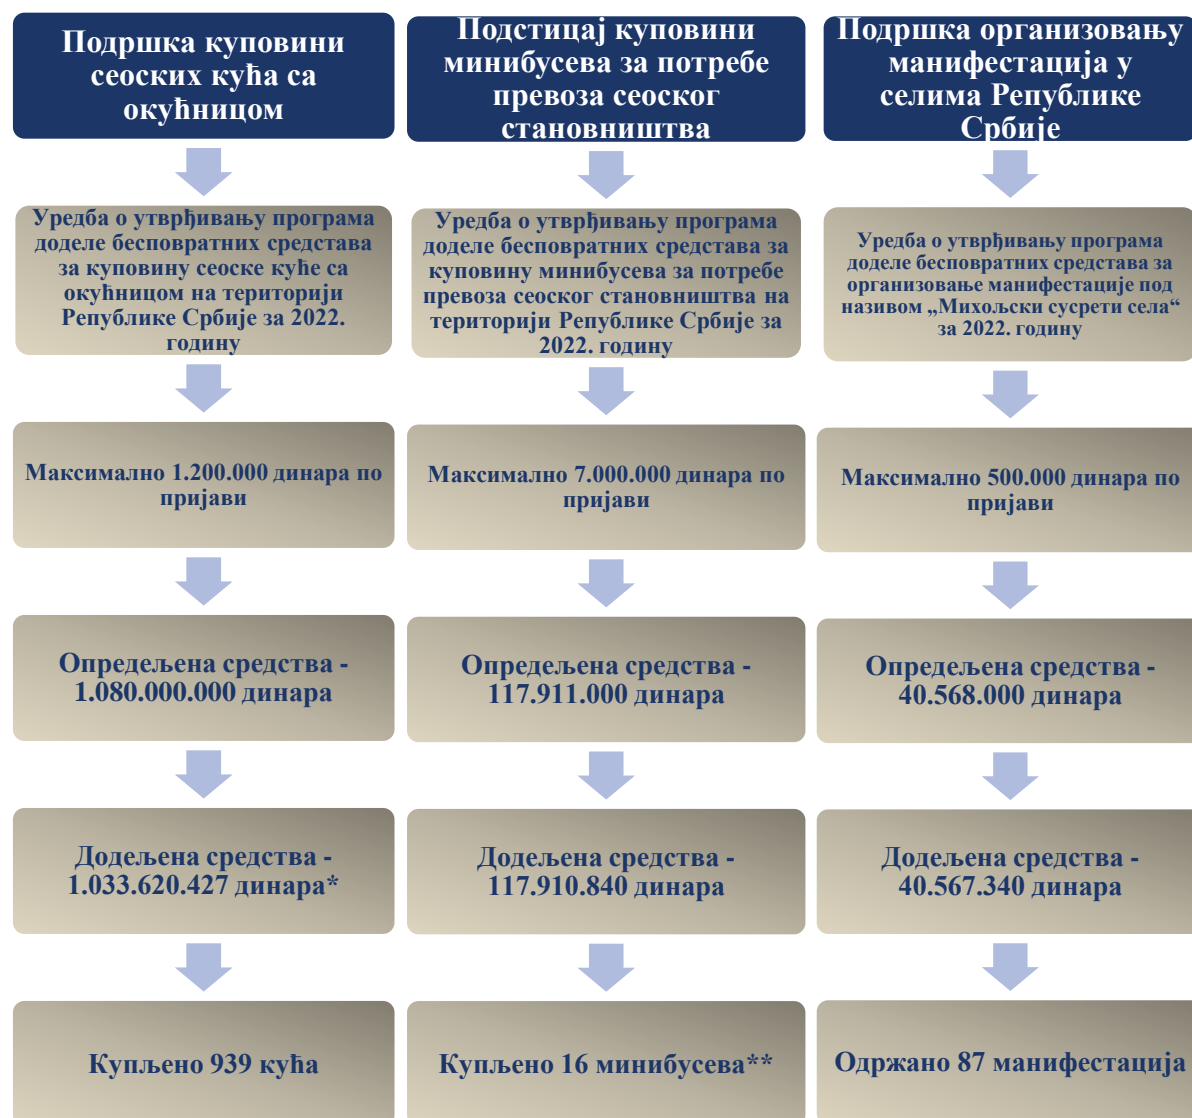 Подршка куповини
сеоских кућа са
окућницом
Уредба о утврђивању програма
доделе бесповратних средстава
за куповину сеоске куће са
окућницом на територији
Републике Србије за 2022.
годину
Максимално 1.200.000 динара по
пријави
Опредељена средства -
1.080.000.000 динара
Додељена средства -
1.033.620.427 динара*
Купљено 939 кућа
Подстицај куповини
минибусева за потребе
превоза сеоског
становништва
Уредба о утврђивању програма
доделе бесповратних средстава за
куповину минибусева за потребе
превоза сеоског становништва на
територији Републике Србије за
2022. годину
Максимално 7.000.000 динара по
пријави
Опредељена средства -
117.911.000 динара
Додељена средства -
117.910.840 динара
Купљено 16 минибусева**
Подршка организовању
манифестација у
селима Републике
Србије
Уредба о утврђивању програма
доделе бесповратних средстава за
организовање манифестације под
називом „Михољски сусрети села“
за 2022. годину
Максимално 500.000 динара по
пријави
Опредељена средства -
40.568.000 динара
Додељена средства -
40.567.340 динара
Одржано 87 манифестација